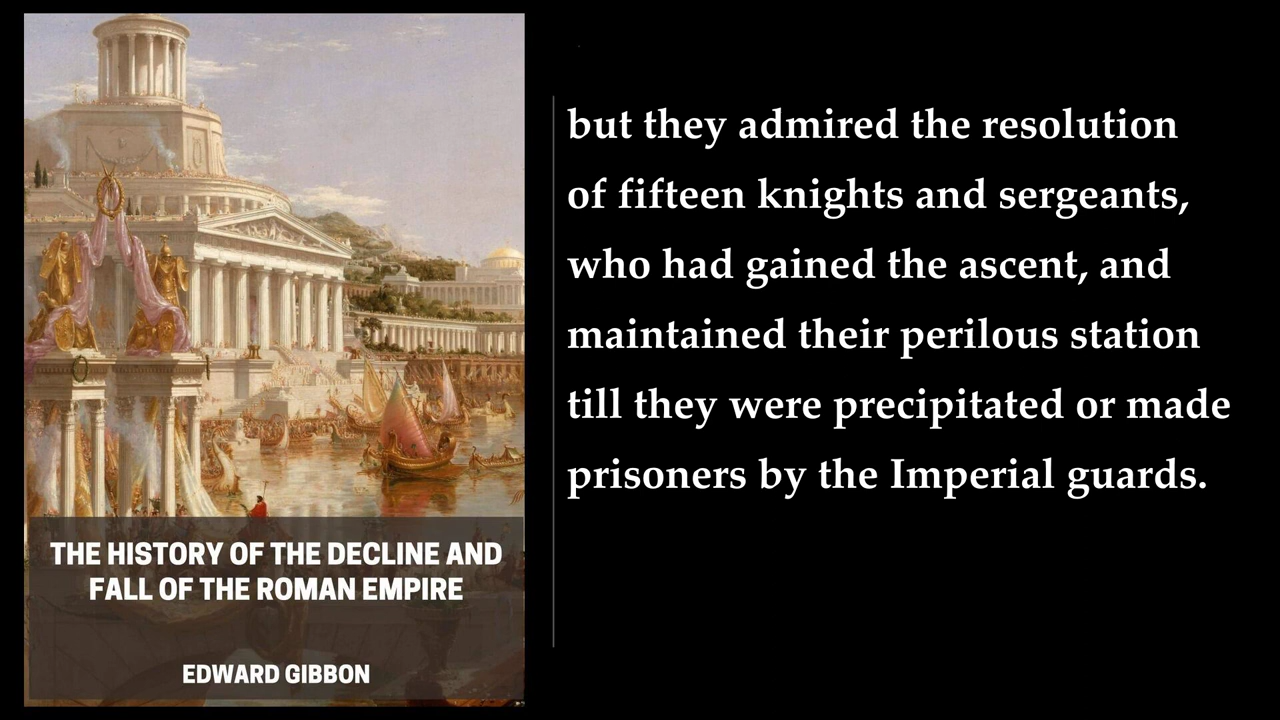 THE HISTORY OF THE DECLINE AND
FALL OF THE ROMAN EMPIRE
EDWARD GIBBON
but they admired the resolution
of fifteen knights and sergeants,
who had gained the ascent, and
maintained their perilous station
till they were precipitated or made
prisoners by the Imperial guards.